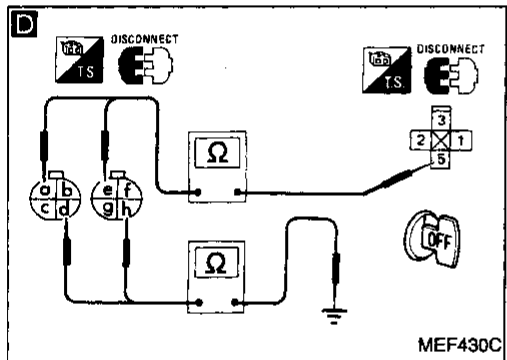 D
DISCONNECT
DISCONNECT
T.S.
T.S.
3
2 1
5
Ω
a b
c d
e f
g h
OFF
Ω
MEF430C